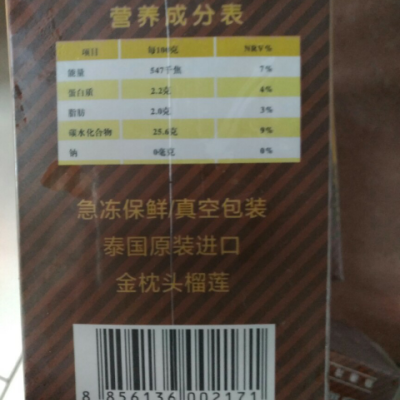 营养成分表
项目 每100克 NRV%
能量 547千焦 7%
蛋白质 2.2克 4%
脂肪 2.0克 3%
碳水化合物 25.6克 9%
钠 0毫克 0%
急冻保鲜/真空包装
泰国原装进口
金枕头榴莲
8 856136 002171